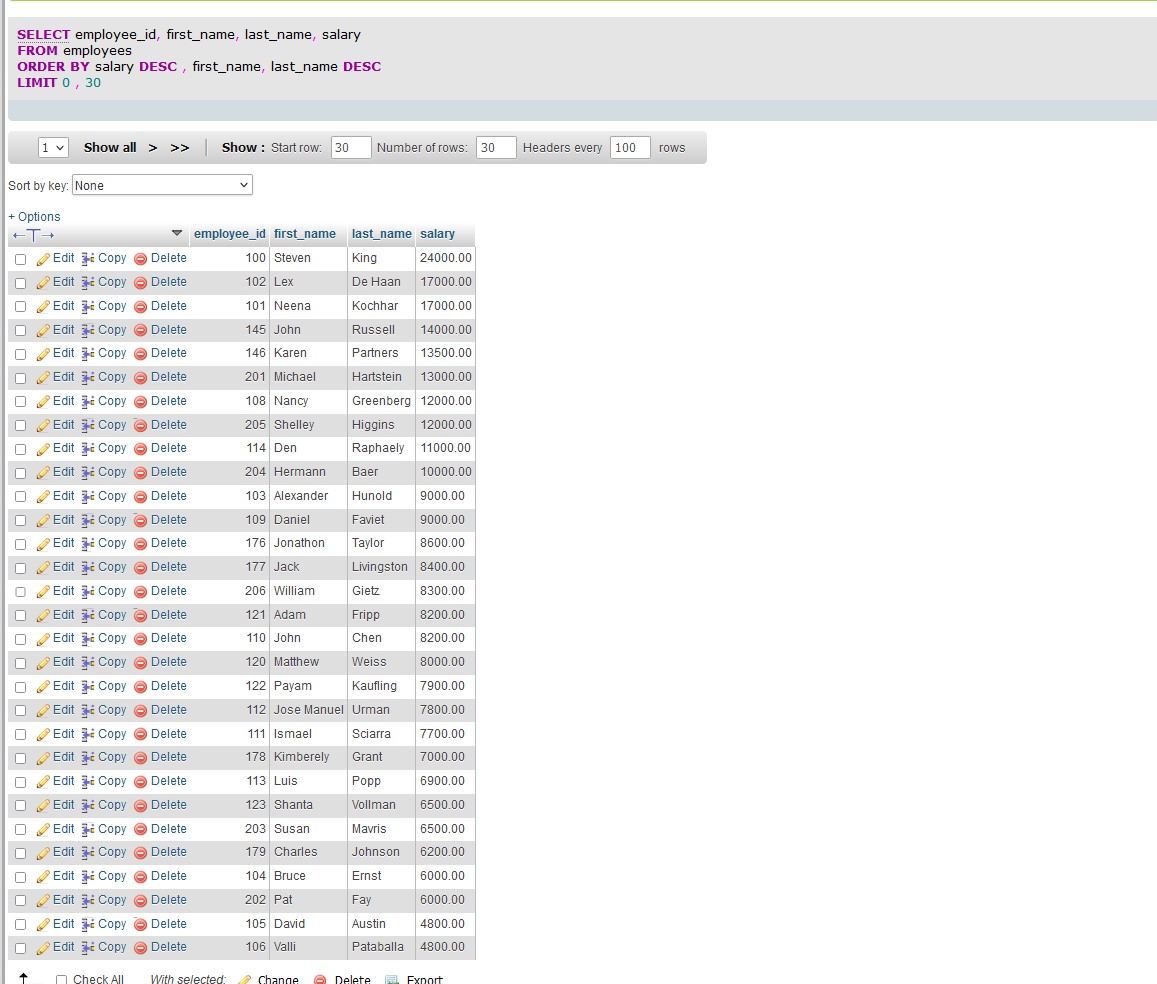 SELECT employee_id, first_name, last_name, salary
FROM employees
ORDER BY salary DESC , first_name, last_name DESC
LIMIT 0 , 30
1 Show all > >> Show : Start row: 30 Number of rows: 30 Headers every 100 rows
Sort by key: None
+ Options
←T→ employee_id first_name last_name salary
Edit Copy Delete 100 Steven King 24000.00
Edit Copy Delete 102 Lex De Haan 17000.00
Edit Copy Delete 101 Neena Kochhar 17000.00
Edit Copy Delete 145 John Russell 14000.00
Edit Copy Delete 146 Karen Partners 13500.00
Edit Copy Delete 201 Michael Hartstein 13000.00
Edit Copy Delete 108 Nancy Greenberg 12000.00
Edit Copy Delete 205 Shelley Higgins 12000.00
Edit Copy Delete 114 Den Raphaely 11000.00
Edit Copy Delete 204 Hermann Baer 10000.00
Edit Copy Delete 103 Alexander Hunold 9000.00
Edit Copy Delete 109 Daniel Faviet 9000.00
Edit Copy Delete 176 Jonathon Taylor 8600.00
Edit Copy Delete 177 Jack Livingston 8400.00
Edit Copy Delete 206 William Gietz 8300.00
Edit Copy Delete 121 Adam Fripp 8200.00
Edit Copy Delete 110 John Chen 8200.00
Edit Copy Delete 120 Matthew Weiss 8000.00
Edit Copy Delete 122 Payam Kaufling 7900.00
Edit Copy Delete 112 Jose Manuel Urman 7800.00
Edit Copy Delete 111 Ismael Sciarra 7700.00
Edit Copy Delete 178 Kimberely Grant 7000.00
Edit Copy Delete 113 Luis Popp 6900.00
Edit Copy Delete 123 Shanta Vollman 6500.00
Edit Copy Delete 203 Susan Mavris 6500.00
Edit Copy Delete 179 Charles Johnson 6200.00
Edit Copy Delete 104 Bruce Ernst 6000.00
Edit Copy Delete 202 Pat Fay 6000.00
Edit Copy Delete 105 David Austin 4800.00
Edit Copy Delete 106 Valli Pataballa 4800.00
Check All With selected: Change Delete Export